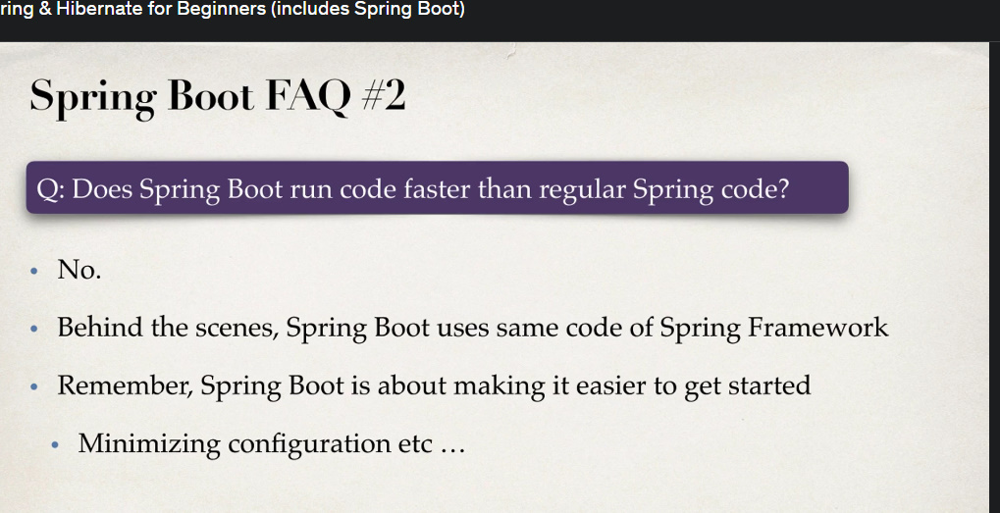 ring & Hibernate for Beginners (includes Spring Boot)
Spring Boot FAQ #2
Q: Does Spring Boot run code faster than regular Spring code?
• No.
• Behind the scenes, Spring Boot uses same code of Spring Framework
• Remember, Spring Boot is about making it easier to get started
• Minimizing configuration etc …